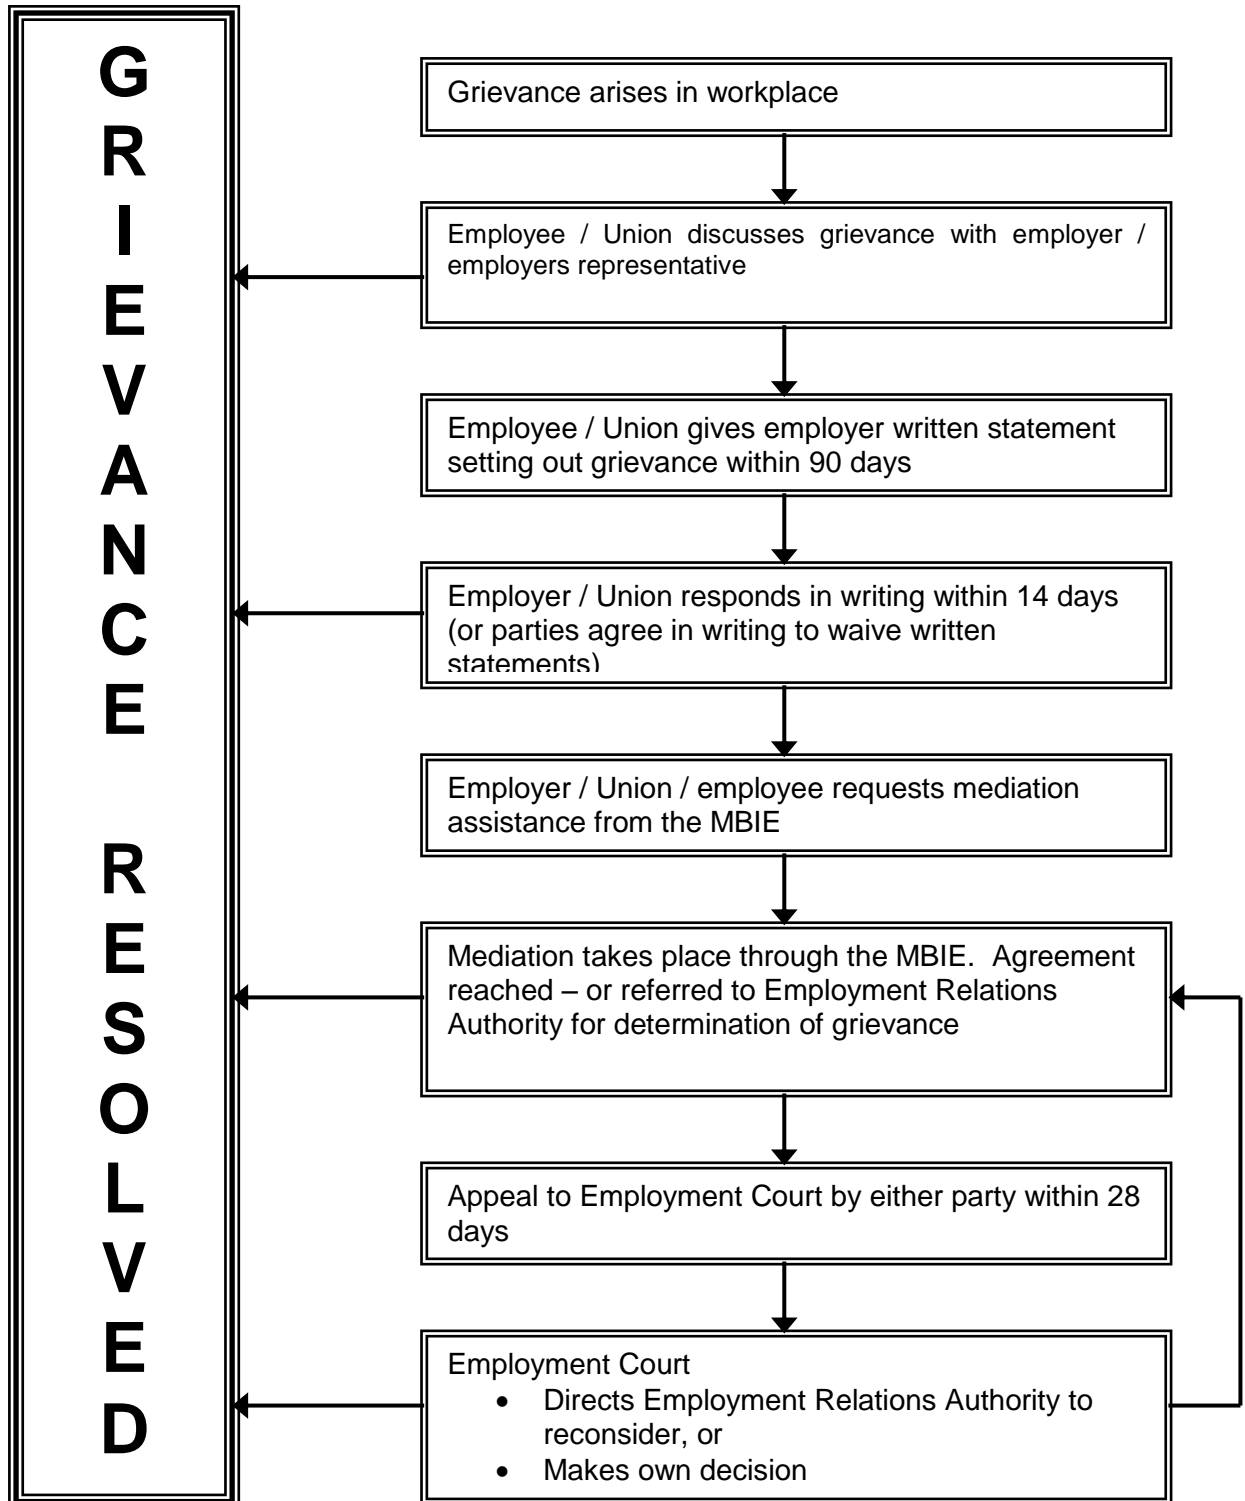 GRIEVANCE RESOLVED
Grievance arises in workplace
Employee / Union discusses grievance with employer /
employers representative
Employee / Union gives employer written statement
setting out grievance within 90 days
Employer / Union responds in writing within 14 days
(or parties agree in writing to waive written
statements)
Employer / Union / employee requests mediation
assistance from the MBIE
Mediation takes place through the MBIE.  Agreement
reached – or referred to Employment Relations
Authority for determination of grievance
Appeal to Employment Court by either party within 28
days
Employment Court
• Directs Employment Relations Authority to
reconsider, or
• Makes own decision